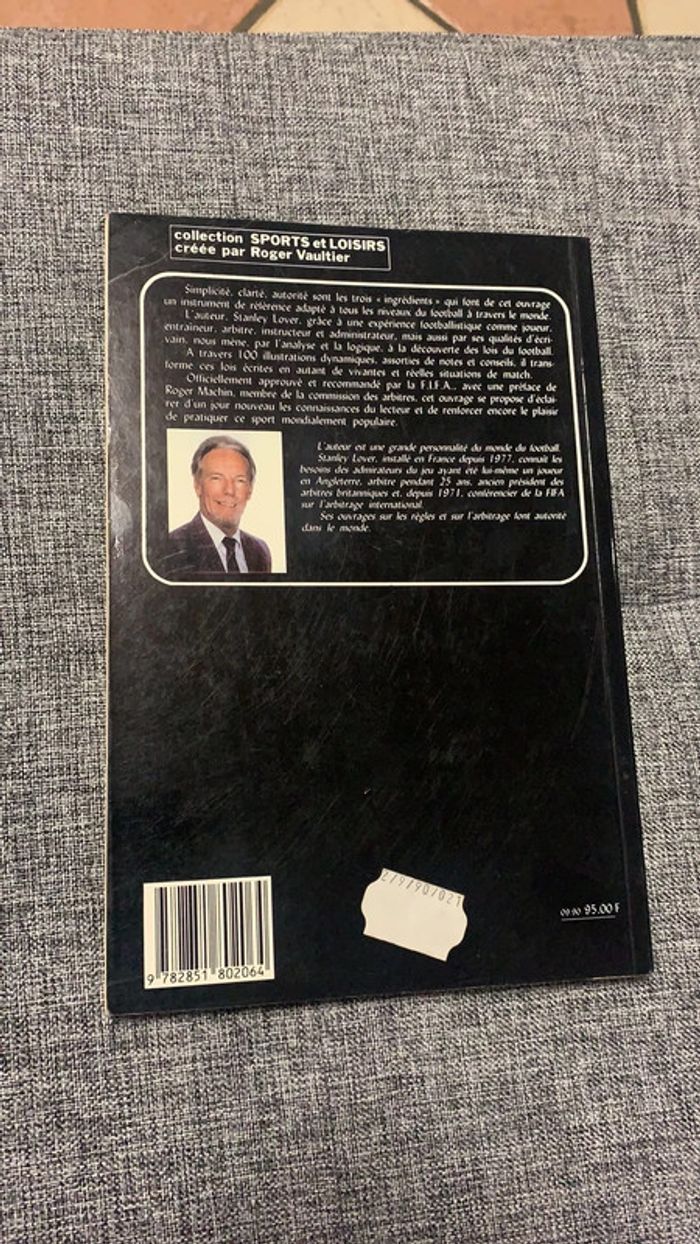 collection SPORTS et LOISIRS
créée par Roger Vaultier
Simplicité, clarté, autorité sont les trois « ingrédients » qui font de cet ouvrage
un instrument de référence adapté à tous les niveaux du football à travers le monde.
L'auteur, Stanley Lover, grâce à une expérience footballistique comme joueur,
entraîneur, arbitre, instructeur et administrateur, mais aussi par ses qualités d'écri-
vain, nous mène, par l'analyse et la logique, à la découverte des lois du football.
A travers 100 illustrations dynamiques, assorties de notes et conseils, il trans-
forme ces lois écrites en autant de vivantes et réelles situations de match.
Officiellement approuvé et recommandé par la F.I.F.A., avec une préface de
Roger Machin, membre de la commission des arbitres, cet ouvrage se propose d'éclai-
rer d'un jour nouveau les connaissances du lecteur et de renforcer encore le plaisir
de pratiquer ce sport mondialement populaire.
L'auteur est une grande personnalité du monde du football.
Stanley Lover, installé en France depuis 1977, connaît les
besoins des admirateurs du jeu ayant été lui-même un joueur
en Angleterre, arbitre pendant 25 ans, ancien président des
arbitres britanniques et, depuis 1971, conférencier de la FIFA
sur l'arbitrage international.
Ses ouvrages sur les règles et sur l'arbitrage font autorité
dans le monde.
9 782851 802064
09.90 95.00 F